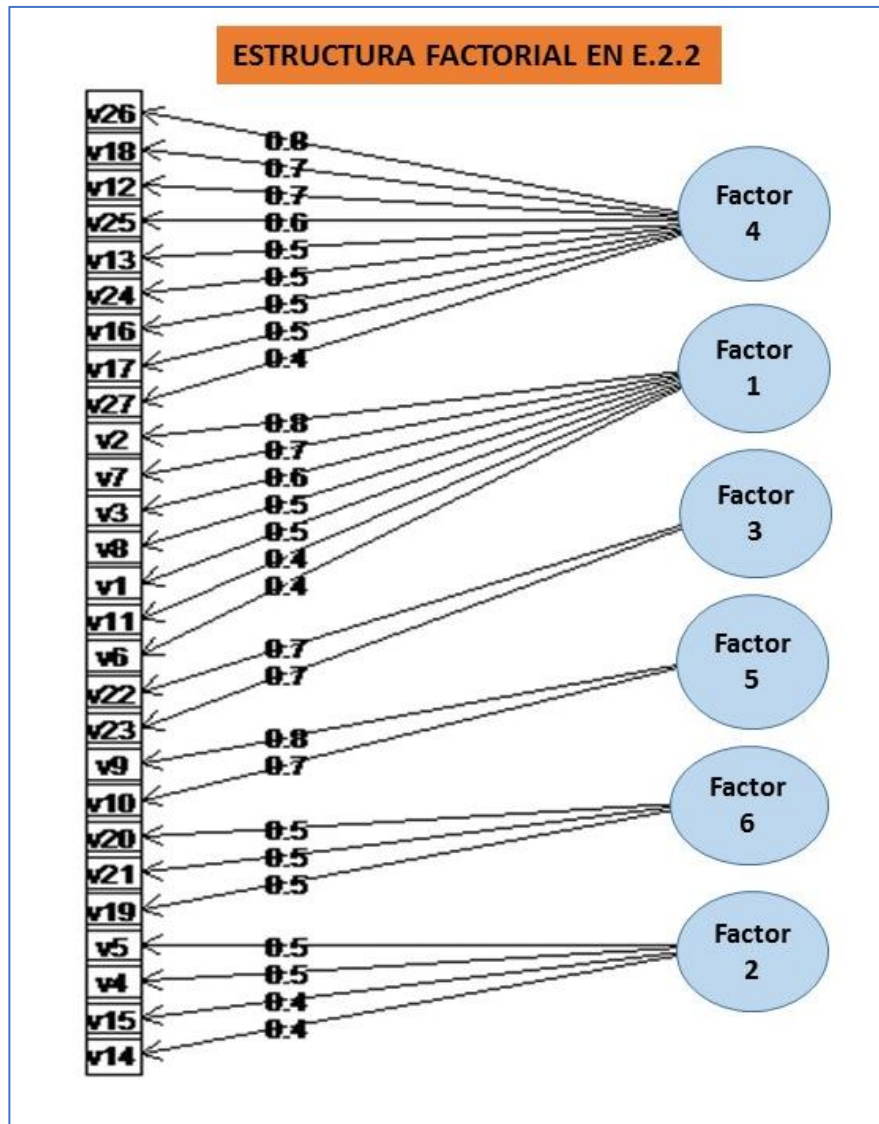 ESTRUCTURA FACTORIAL EN E.2.2
v26
v18
v12
v25
v13
v24
v16
v17
v27
v2
v7
v3
v8
v1
v11
v6
v22
v23
v9
v10
v20
v21
v19
v5
v4
v15
v14
0.8
0.7
0.7
0.6
0.5
0.5
0.5
0.5
0.4
0.8
0.7
0.6
0.5
0.5
0.4
0.4
0.7
0.7
0.8
0.7
0.5
0.5
0.5
0.5
0.5
0.4
0.4
Factor
4
Factor
1
Factor
3
Factor
5
Factor
6
Factor
2